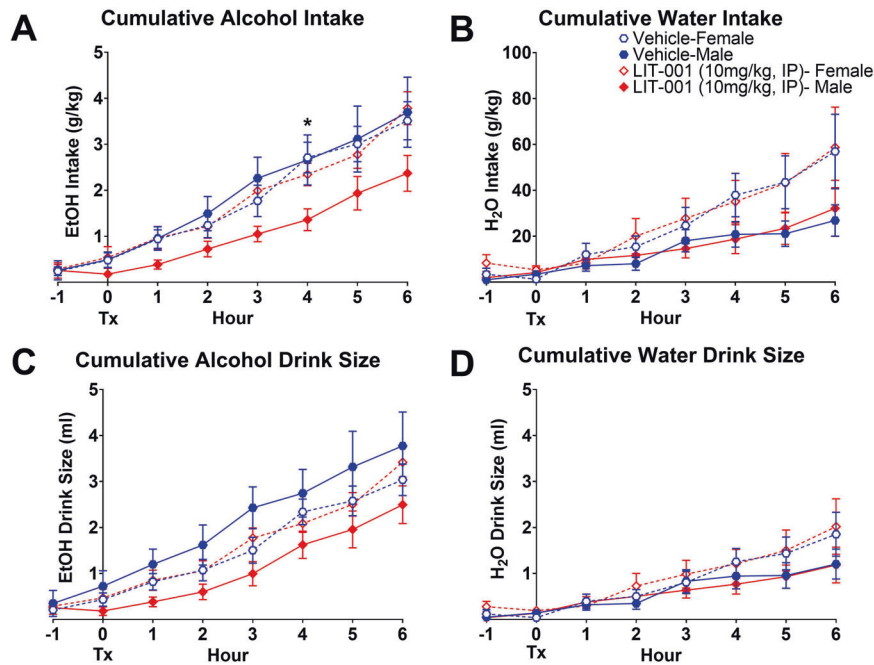 A
Cumulative Alcohol Intake
EtOH Intake (g/kg)
5
4
3
2
1
*
-1 0 1 2 3 4 5 6
Tx
Hour
B
Cumulative Water Intake
Vehicle-Female
Vehicle-Male
LIT-001 (10mg/kg, IP)- Female
LIT-001 (10mg/kg, IP)- Male
H2O Intake (g/kg)
100
80
60
40
20
-1 0 1 2 3 4 5 6
Tx
Hour
C
Cumulative Alcohol Drink Size
EtOH Drink Size (ml)
5
4
3
2
1
-1 0 1 2 3 4 5 6
Tx
Hour
D
Cumulative Water Drink Size
H2O Drink Size (ml)
5
4
3
2
1
-1 0 1 2 3 4 5 6
Tx
Hour